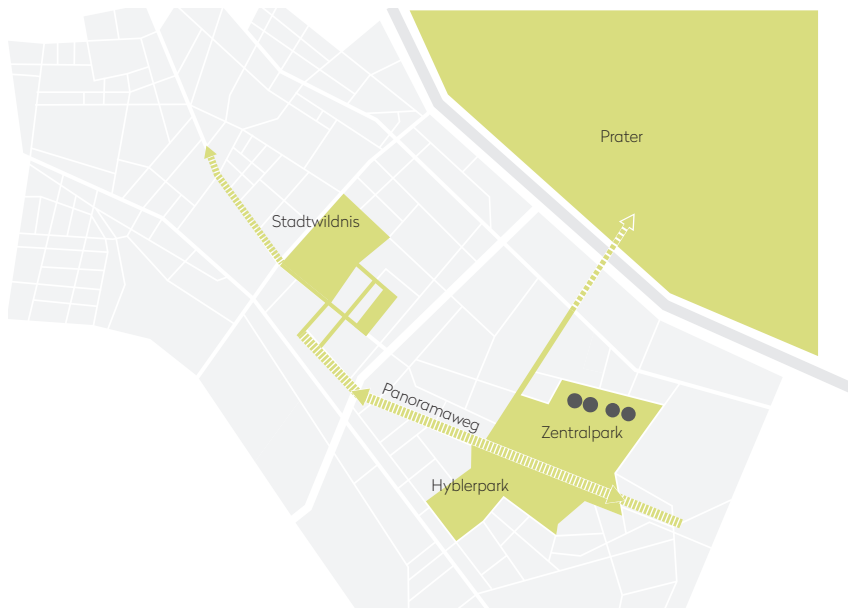 Prater
Stadtwildnis
Panoramaweg
Zentralpark
Hyblerpark